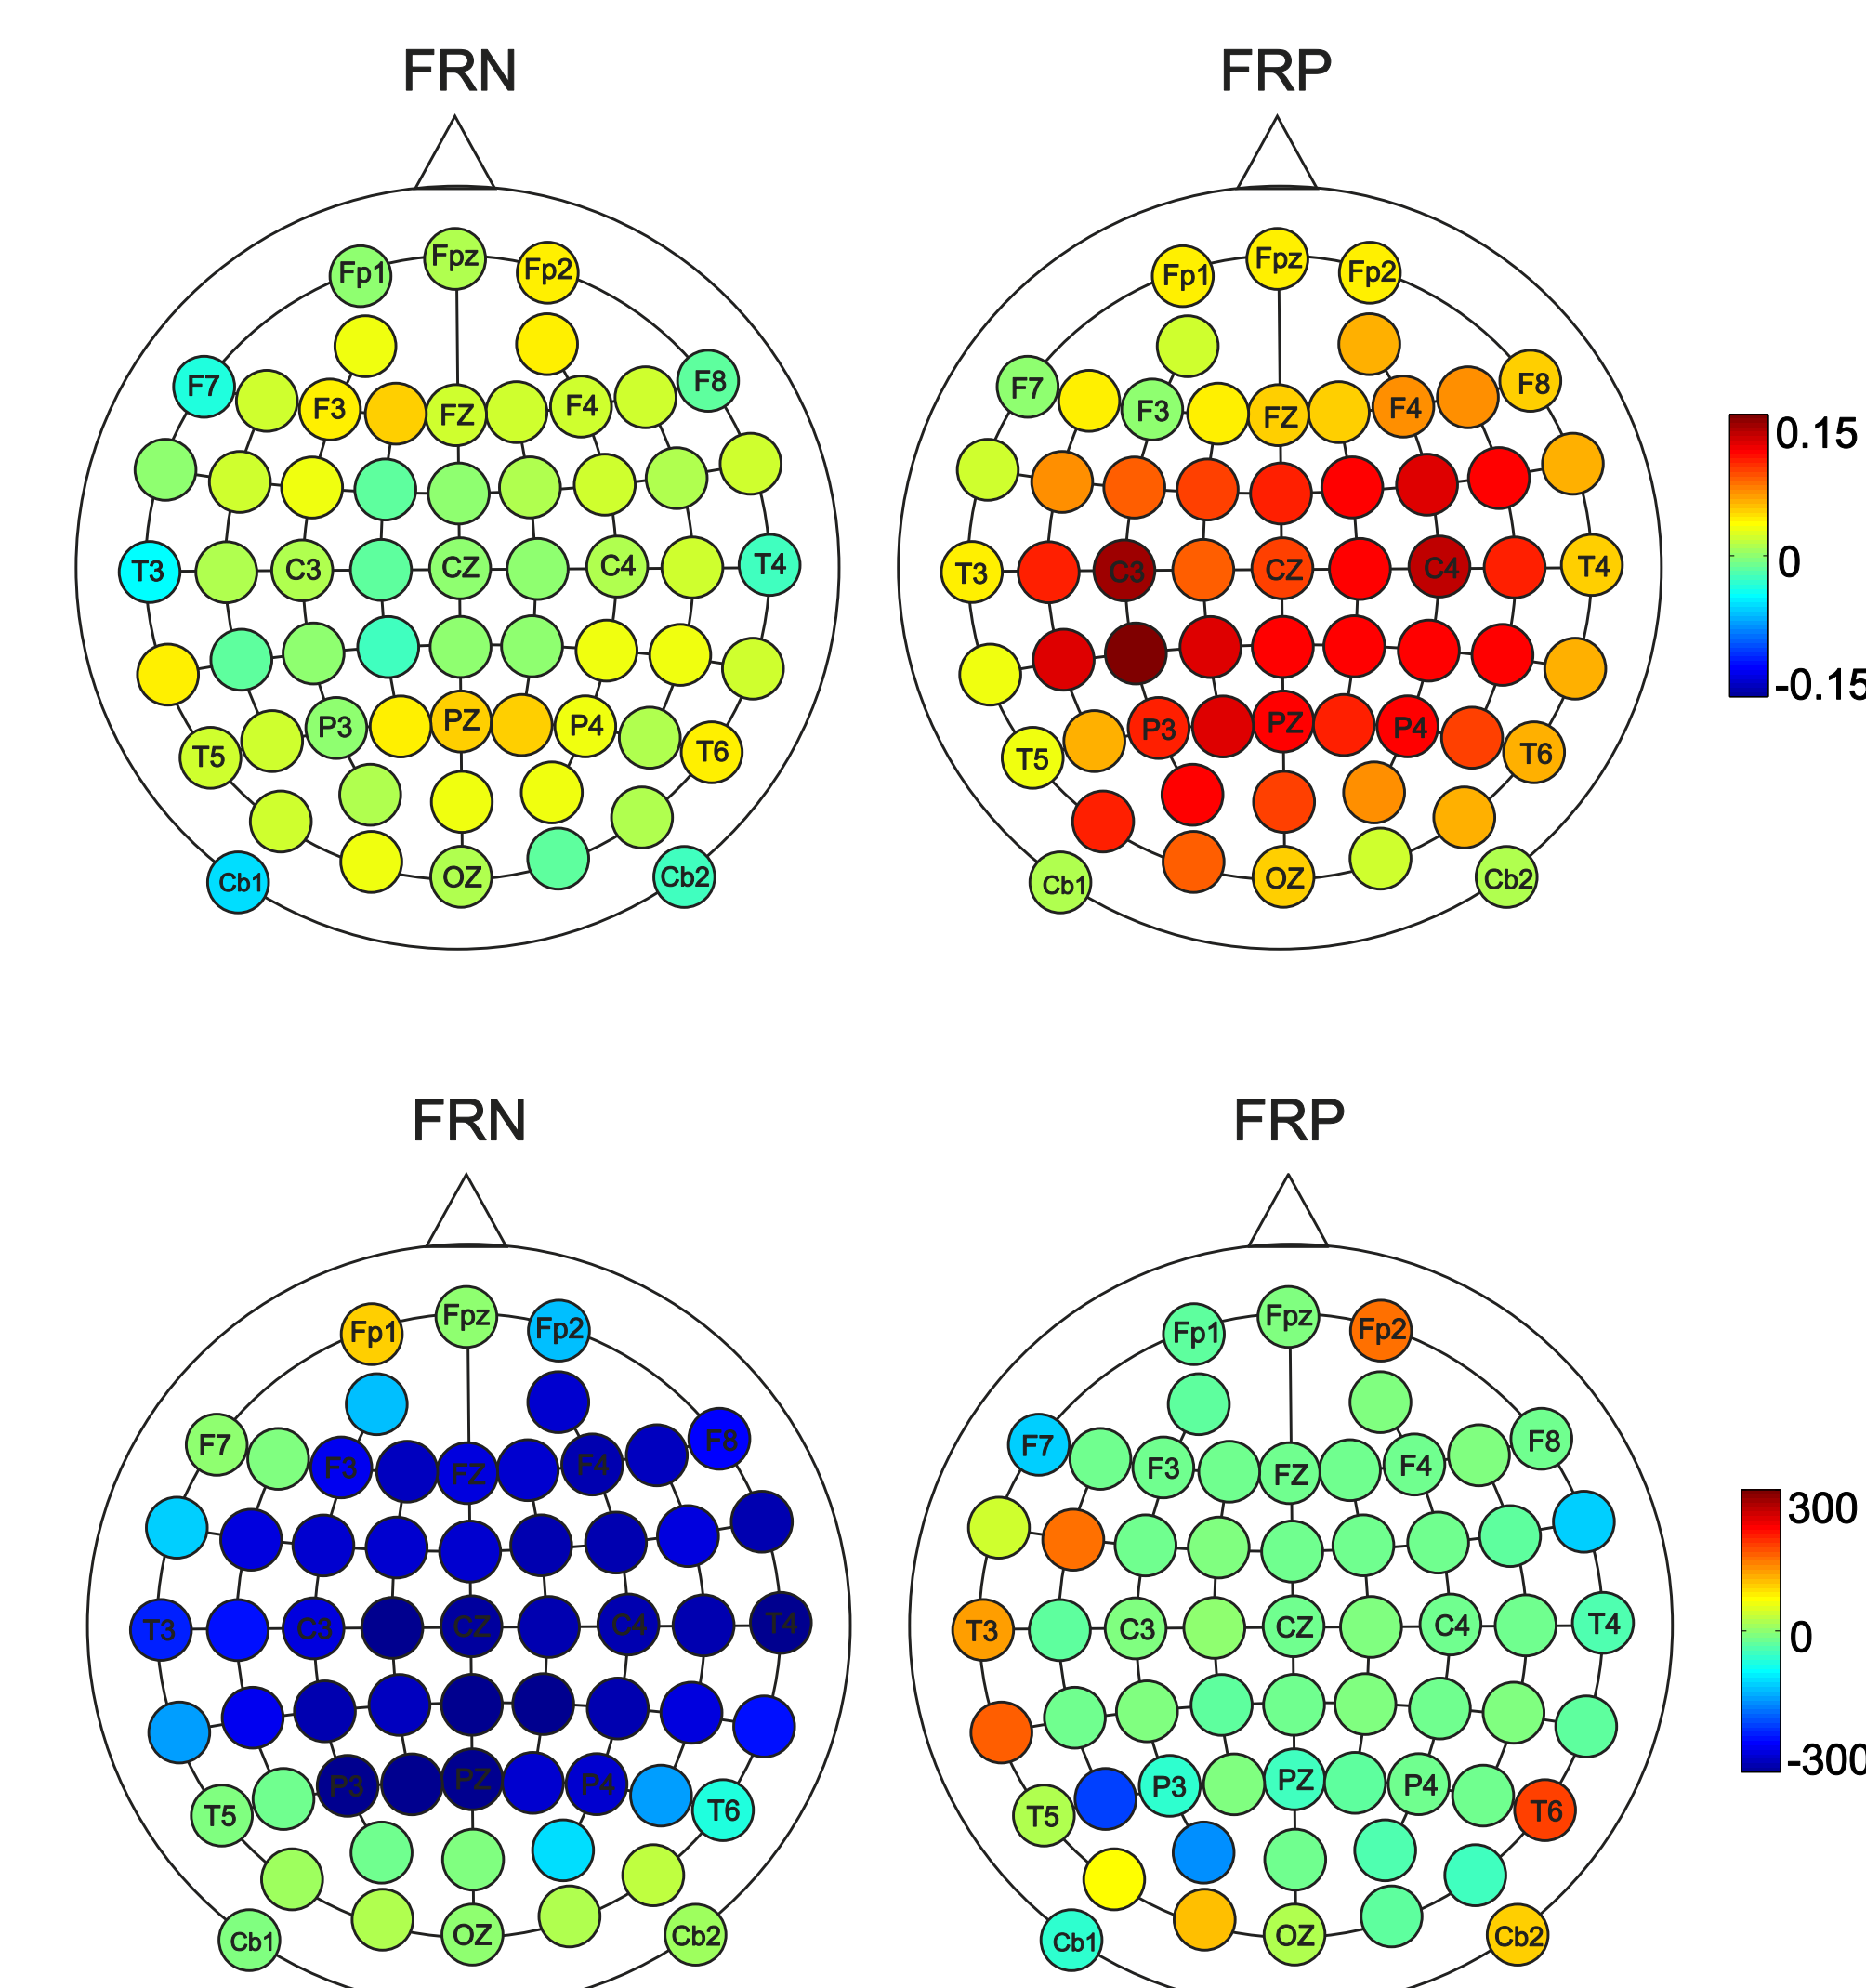 FRN
FRP
Fp1 Fpz Fp2
Fp1 Fpz Fp2
F7 F3 FZ F4 F8
F7 F3 FZ F4 F8
0.15
0
-0.15
T3 C3 CZ C4 T4
T3 C3 CZ C4 T4
T5 P3 PZ P4 T6
T5 P3 PZ P4 T6
Cb1 OZ Cb2
Cb1 OZ Cb2
FRN
FRP
Fp1 Fpz Fp2
Fp1 Fpz Fp2
F7 F3 FZ F4 F8
F7 F3 FZ F4 F8
300
0
-300
T3 C3 CZ C4 T4
T3 C3 CZ C4 T4
T5 P3 PZ P4 T6
T5 P3 PZ P4 T6
Cb1 OZ Cb2
Cb1 OZ Cb2